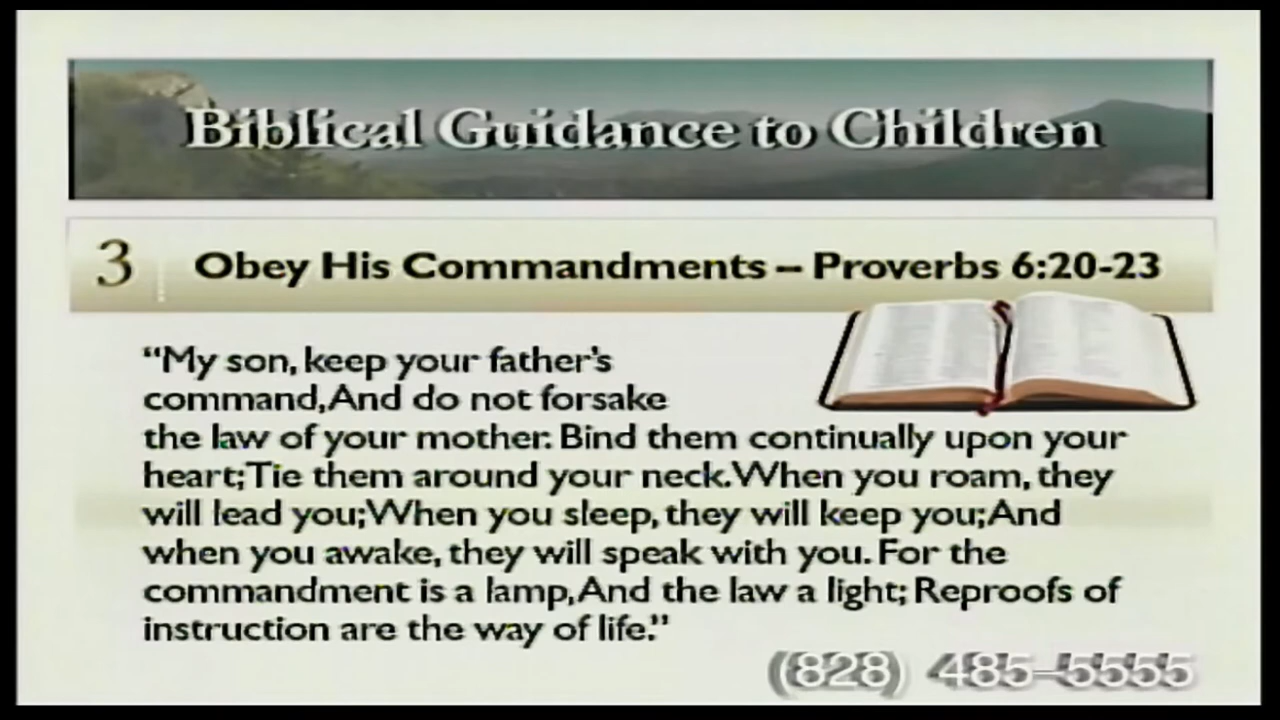 Biblical Guidance to Children
3 Obey His Commandments – Proverbs 6:20-23
“My son, keep your father’s
command,And do not forsake
the law of your mother. Bind them continually upon your
heart;Tie them around your neck.When you roam, they
will lead you;When you sleep, they will keep you;And
when you awake, they will speak with you. For the
commandment is a lamp,And the law a light; Reproofs of
instruction are the way of life.”
(828) 485-5555